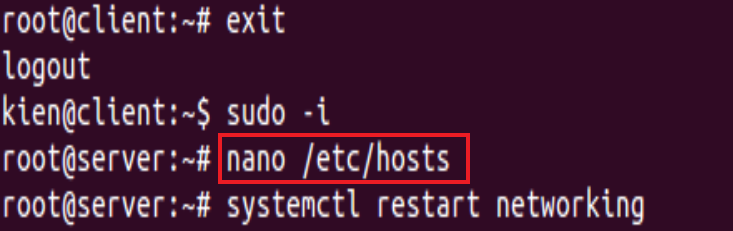 root@client:~# exit
logout
kien@client:~$ sudo -i
root@server:~# nano /etc/hosts
root@server:~# systemctl restart networking